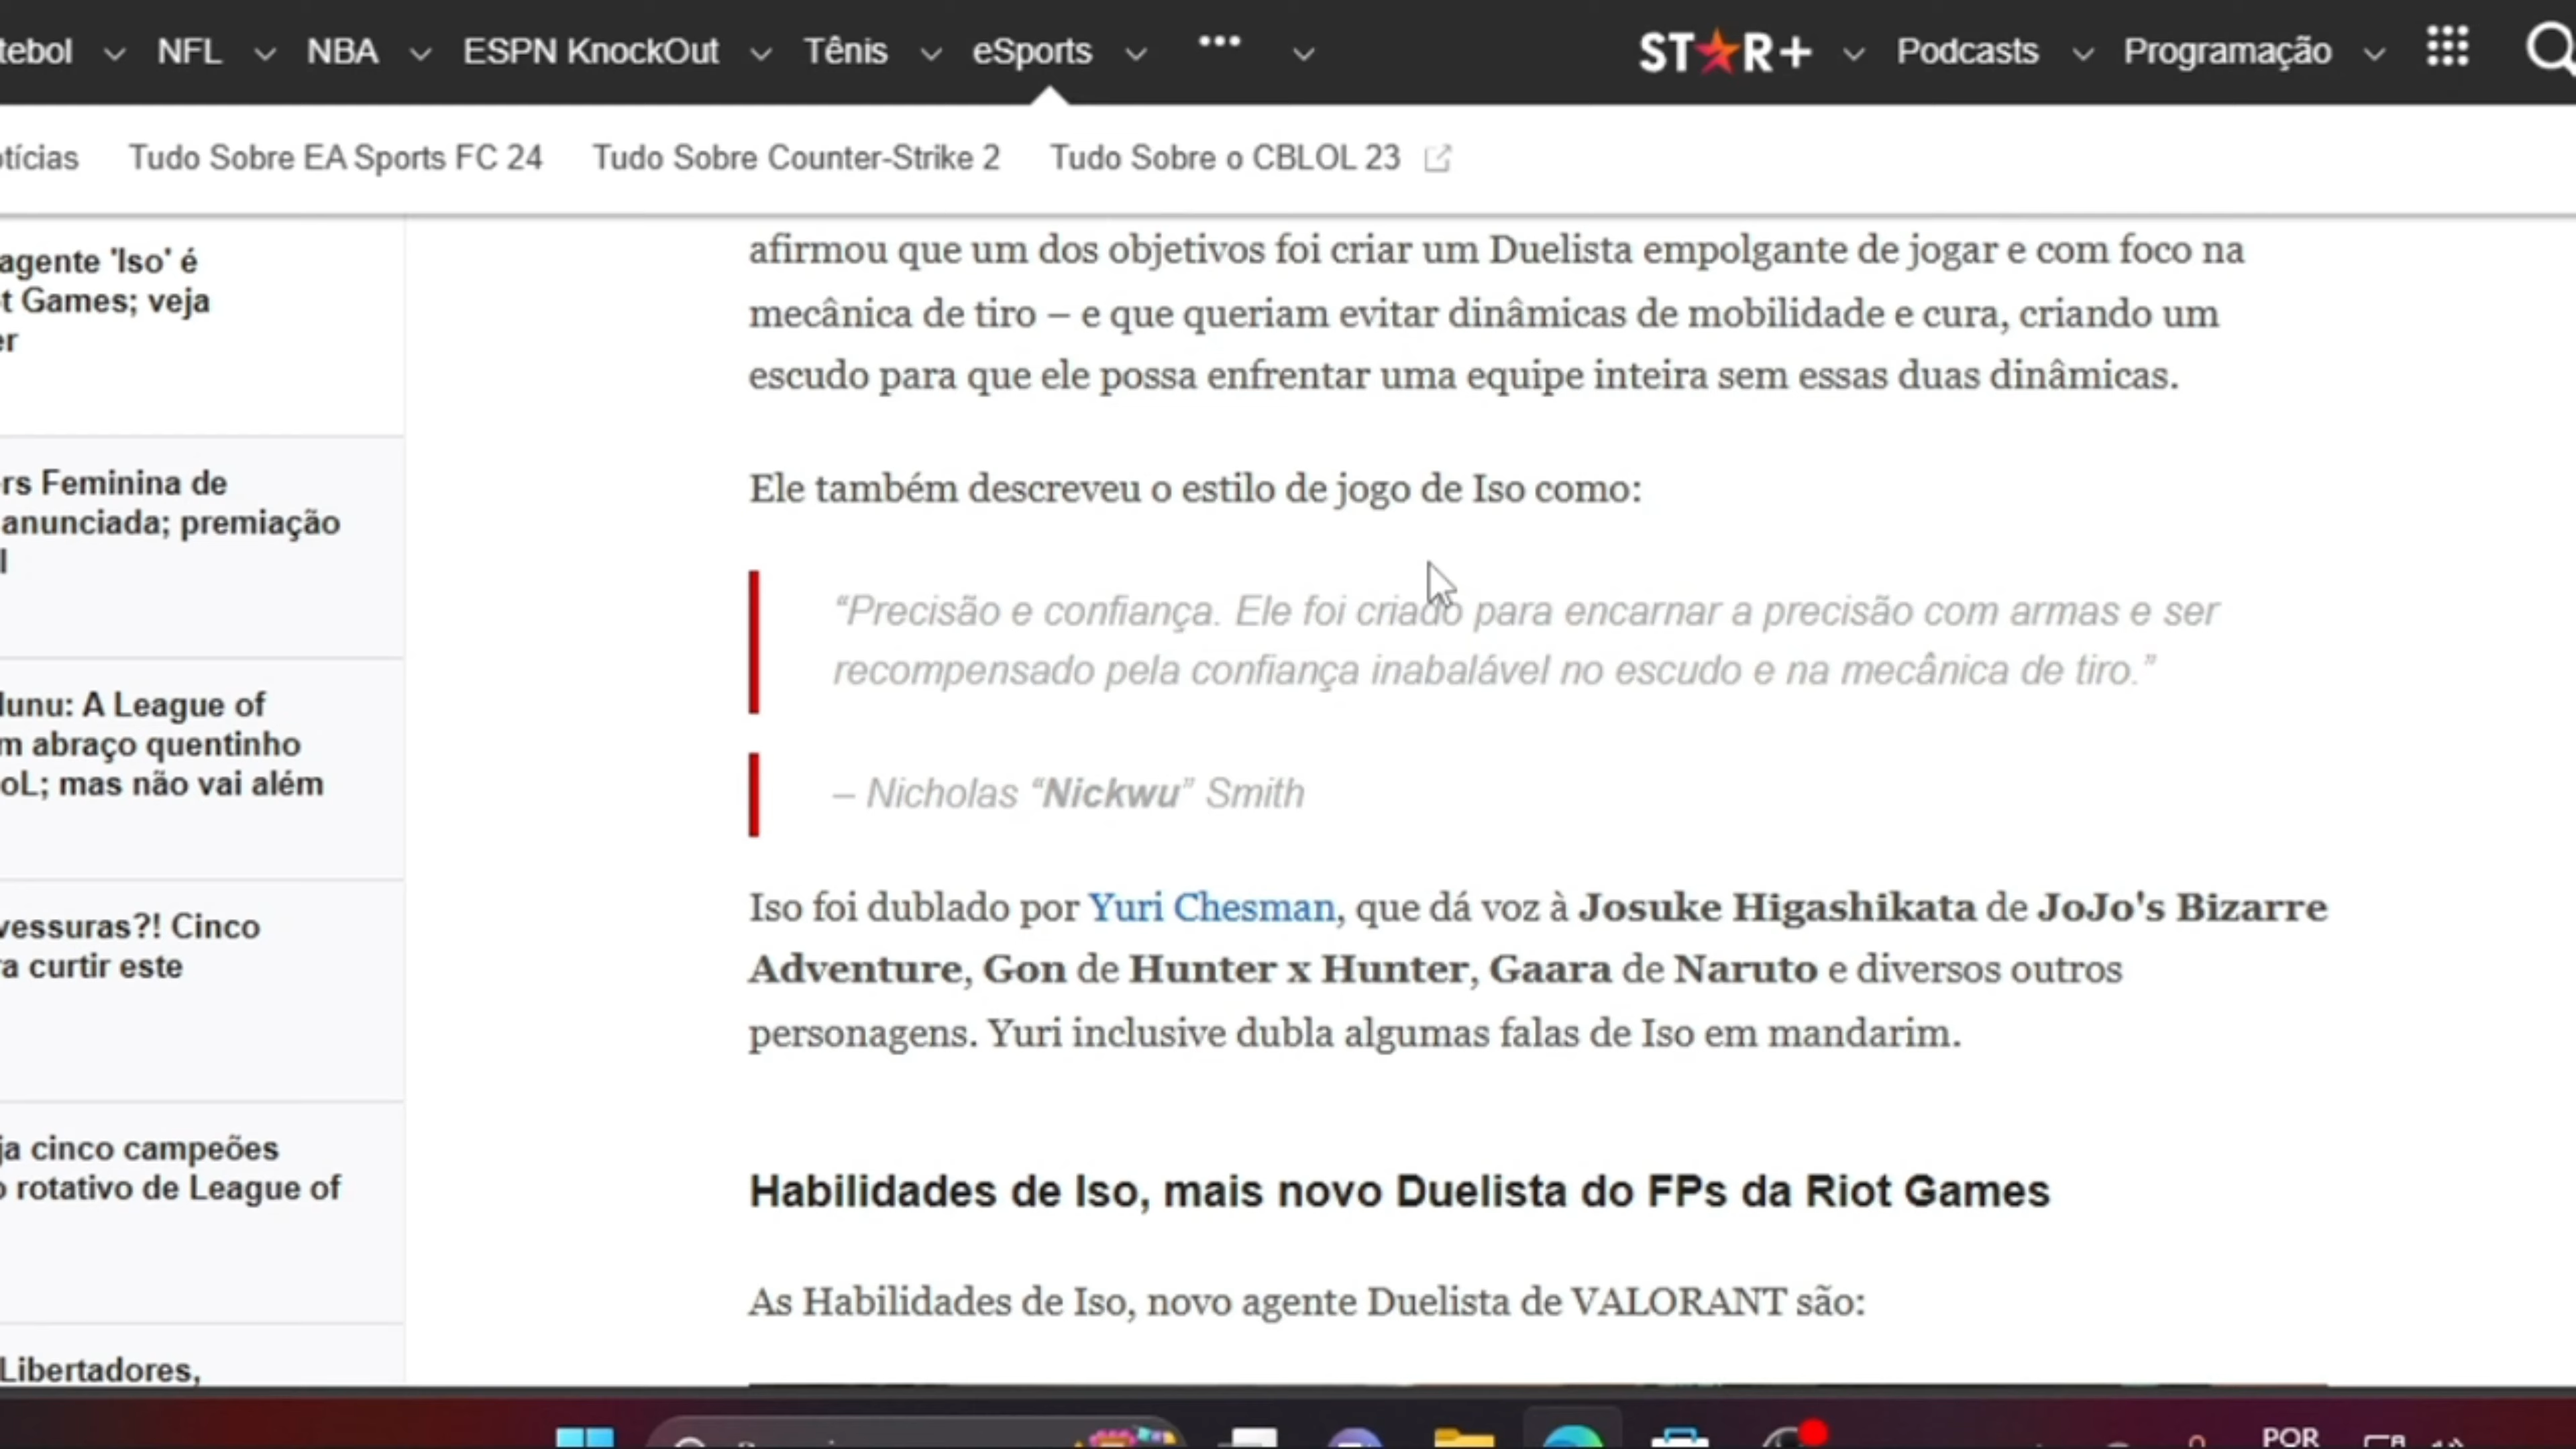 tebol NFL NBA ESPN KnockOut Tênis eSports ••• ST★R+ Podcasts Programação
otícias Tudo Sobre EA Sports FC 24 Tudo Sobre Counter-Strike 2 Tudo Sobre o CBLOL 23
agente 'Iso' é
ot Games; veja
er
rs Feminina de
anunciada; premiação
l
Nunu: A League of
m abraço quentinho
oL; mas não vai além
vessuras?! Cinco
ra curtir este
ja cinco campeões
o rotativo de League of
Libertadores,
afirmou que um dos objetivos foi criar um Duelista empolgante de jogar e com foco na
mecânica de tiro – e que queriam evitar dinâmicas de mobilidade e cura, criando um
escudo para que ele possa enfrentar uma equipe inteira sem essas duas dinâmicas.
Ele também descreveu o estilo de jogo de Iso como:
“Precisão e confiança. Ele foi criado para encarnar a precisão com armas e ser
recompensado pela confiança inabalável no escudo e na mecânica de tiro.”
– Nicholas “Nickwu” Smith
Iso foi dublado por Yuri Chesman, que dá voz à Josuke Higashikata de JoJo's Bizarre
Adventure, Gon de Hunter x Hunter, Gaara de Naruto e diversos outros
personagens. Yuri inclusive dubla algumas falas de Iso em mandarim.
Habilidades de Iso, mais novo Duelista do FPs da Riot Games
As Habilidades de Iso, novo agente Duelista de VALORANT são:
POR